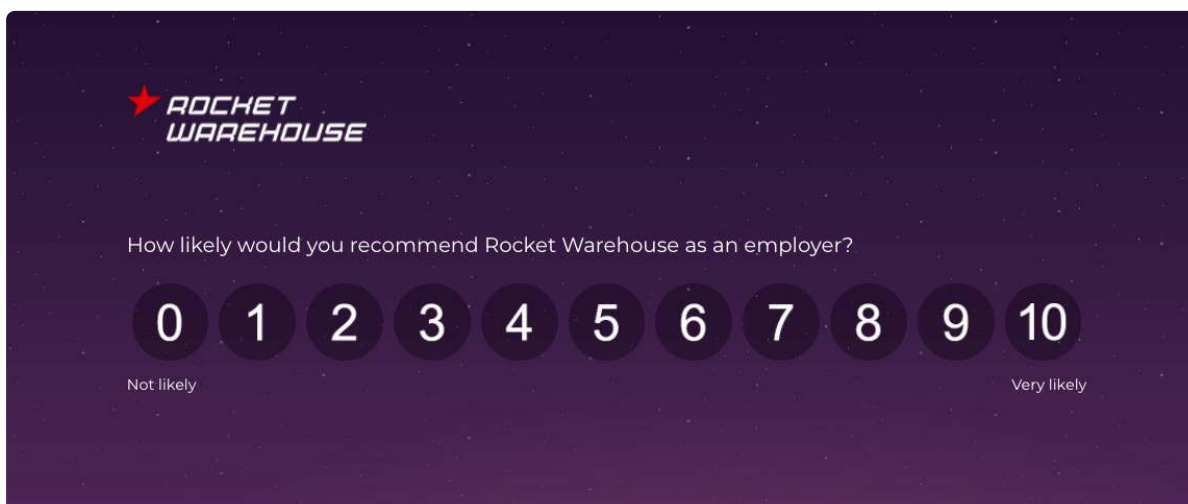 ROCKET
WAREHOUSE
How likely would you recommend Rocket Warehouse as an employer?
0 1 2 3 4 5 6 7 8 9 10
Not likely Very likely